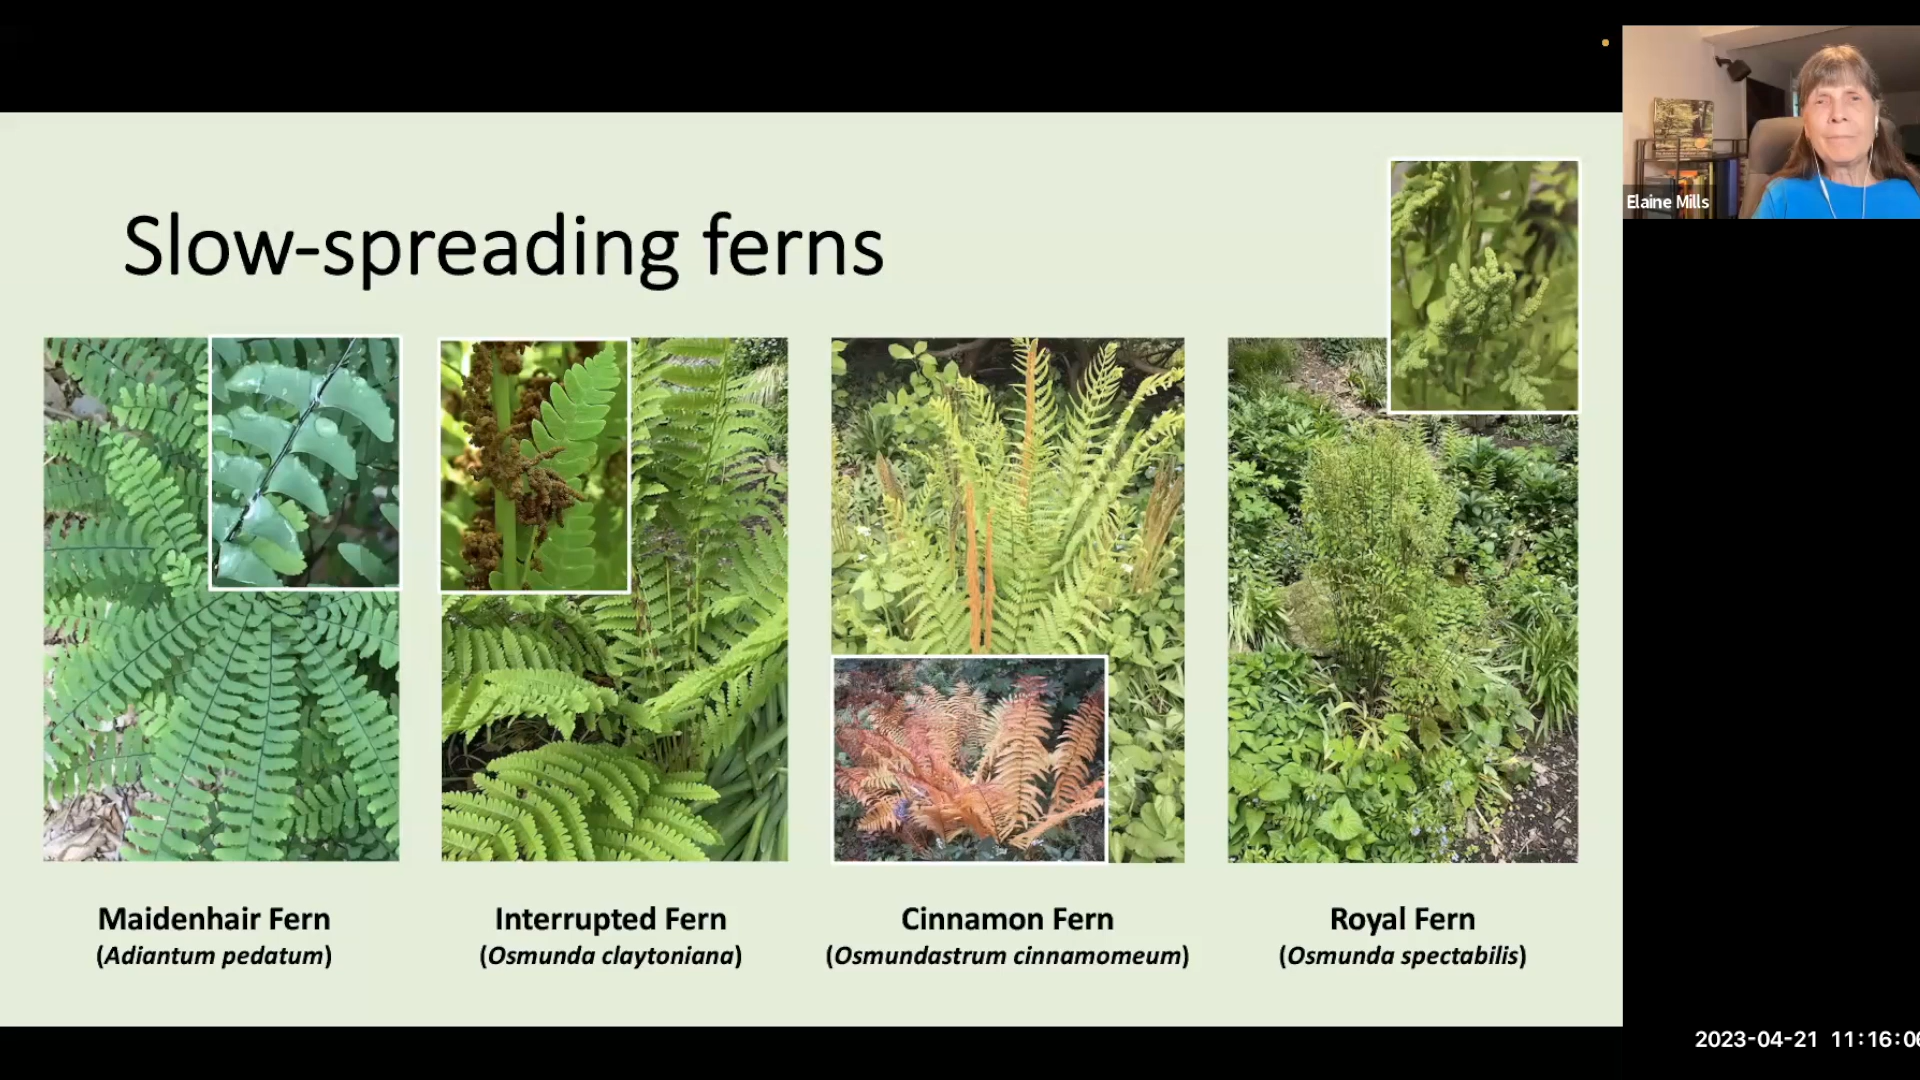 Elaine Mills
Slow-spreading ferns
Maidenhair Fern
(Adiantum pedatum)
Interrupted Fern
(Osmunda claytoniana)
Cinnamon Fern
(Osmundastrum cinnamomeum)
Royal Fern
(Osmunda spectabilis)
2023-04-21 11:16:06